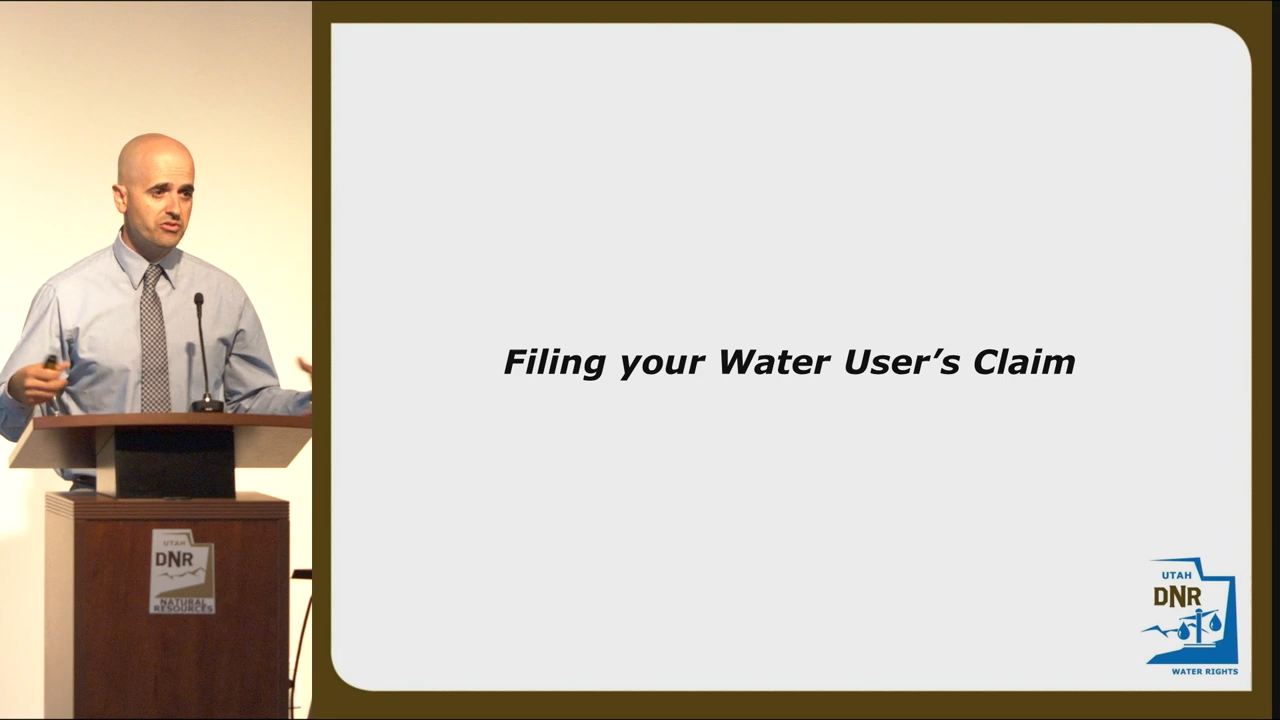 Filing your Water User’s Claim
UTAH
DNR
WATER RIGHTS
UTAH
DNR
NATURAL
RESOURCES